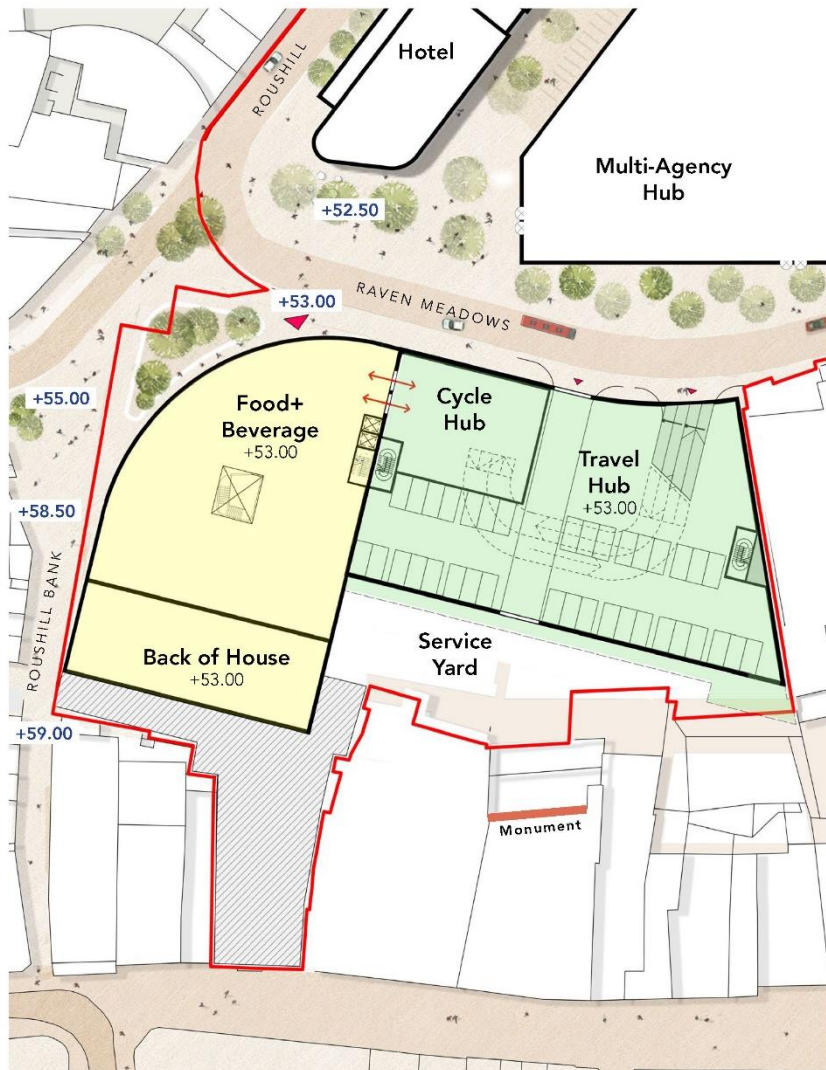 Hotel
ROUSHILL
Multi-Agency
Hub
+52.50
+53.00
RAVEN MEADOWS
+55.00
Food+
Beverage
+53.00
Cycle
Hub
Travel
Hub
+53.00
+58.50
ROUSHILL BANK
Back of House
+53.00
Service
Yard
+59.00
Monument